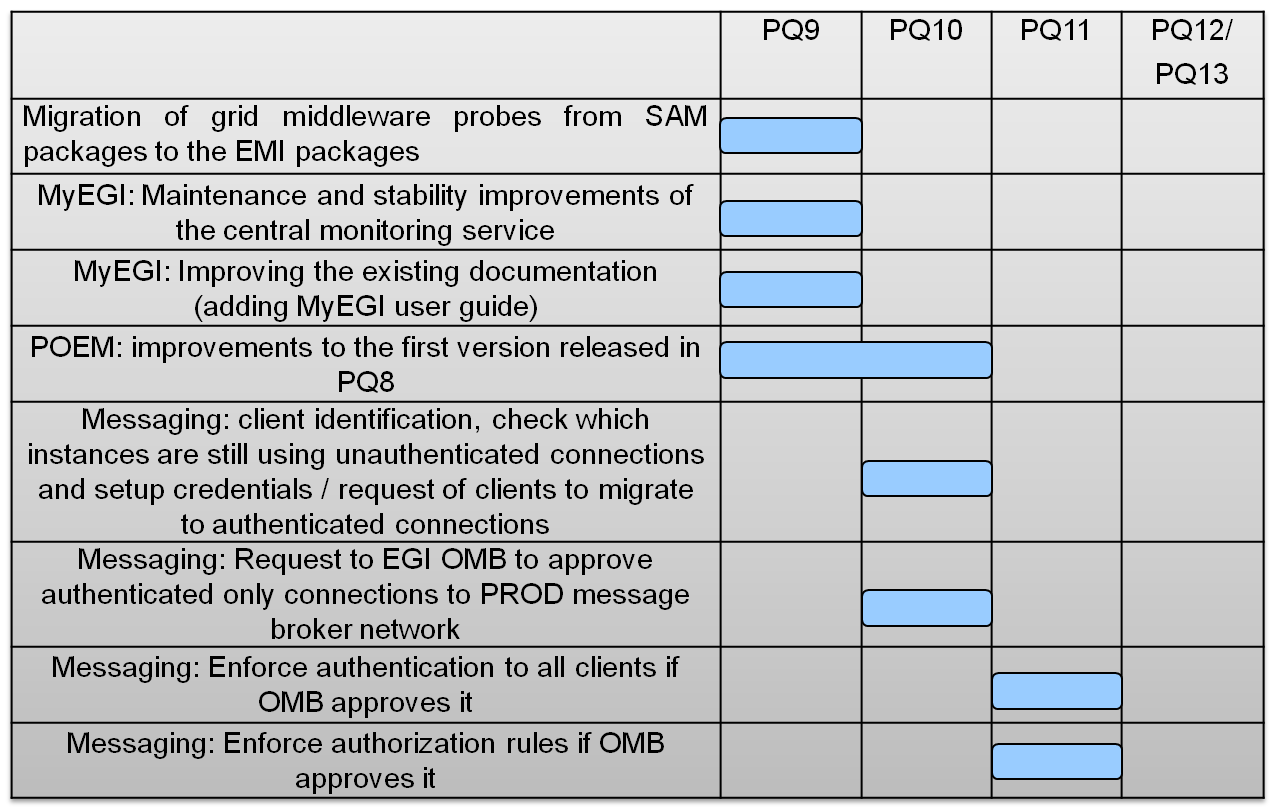 PQ9 PQ10 PQ11 PQ12/
PQ13
Migration of grid middleware probes from SAM
packages to the EMI packages
MyEGI: Maintenance and stability improvements of
the central monitoring service
MyEGI: Improving the existing documentation
(adding MyEGI user guide)
POEM: improvements to the first version released in
PQ8
Messaging: client identification, check which
instances are still using unauthenticated connections
and setup credentials / request of clients to migrate
to authenticated connections
Messaging: Request to EGI OMB to approve
authenticated only connections to PROD message
broker network
Messaging: Enforce authentication to all clients if
OMB approves it
Messaging: Enforce authorization rules if OMB
approves it